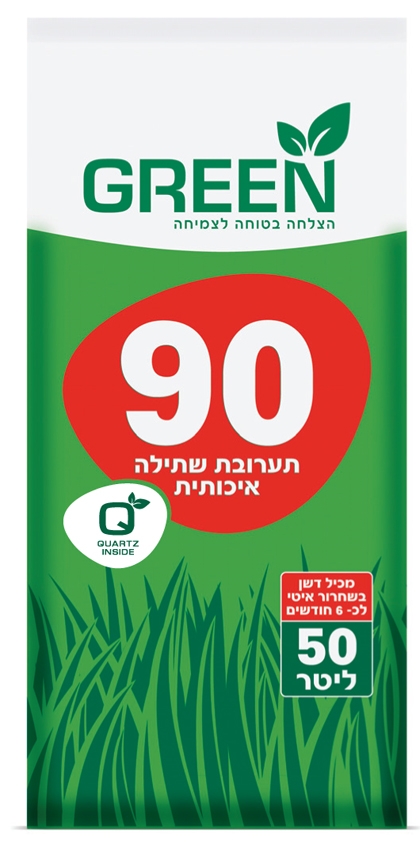 GREEN
הצלחה בטוחה לצמיחה
90
תערובת שתילה
איכותית
Q
QUARTZ
INSIDE
מכיל דשן
בשחרור איטי
לכ- 6 חודשים
50
ליטר